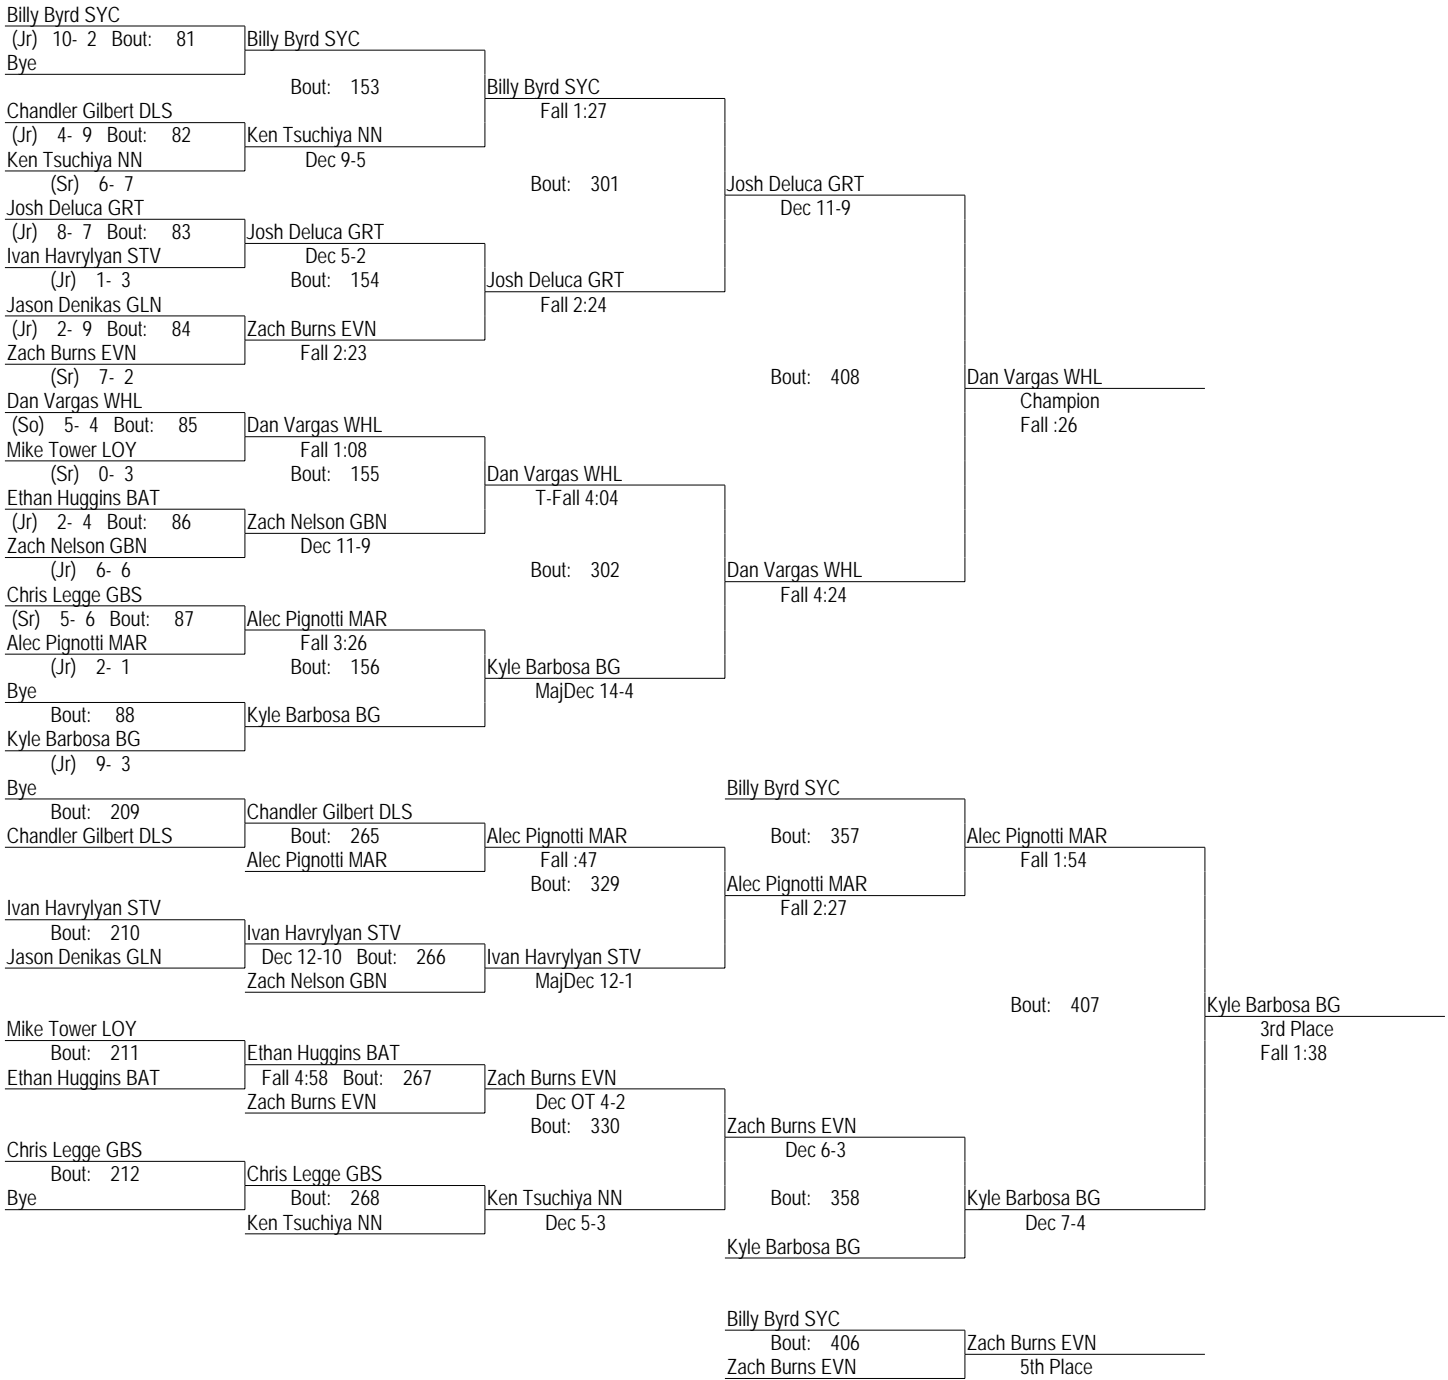 Billy Byrd SYC
(Jr) 10- 2 Bout: 81
Billy Byrd SYC
Bye
Bout: 153
Billy Byrd SYC
Chandler Gilbert DLS
Fall 1:27
(Jr) 4- 9 Bout: 82
Ken Tsuchiya NN
Ken Tsuchiya NN
Dec 9-5
(Sr) 6- 7
Bout: 301
Josh Deluca GRT
Josh Deluca GRT
Dec 11-9
(Jr) 8- 7 Bout: 83
Josh Deluca GRT
Ivan Havrylyan STV
Dec 5-2
(Jr) 1- 3
Bout: 154
Josh Deluca GRT
Jason Denikas GLN
Fall 2:24
(Jr) 2- 9 Bout: 84
Zach Burns EVN
Zach Burns EVN
Fall 2:23
(Sr) 7- 2
Bout: 408
Dan Vargas WHL
Dan Vargas WHL
Champion
(So) 5- 4 Bout: 85
Dan Vargas WHL
Fall :26
Mike Tower LOY
Fall 1:08
(Sr) 0- 3
Bout: 155
Dan Vargas WHL
Ethan Huggins BAT
T-Fall 4:04
(Jr) 2- 4 Bout: 86
Zach Nelson GBN
Zach Nelson GBN
Dec 11-9
(Jr) 6- 6
Bout: 302
Dan Vargas WHL
Chris Legge GBS
Fall 4:24
(Sr) 5- 6 Bout: 87
Alec Pignotti MAR
Alec Pignotti MAR
Fall 3:26
(Jr) 2- 1
Bout: 156
Kyle Barbosa BG
Bye
MajDec 14-4
Bout: 88
Kyle Barbosa BG
Kyle Barbosa BG
(Jr) 9- 3
Bye
Billy Byrd SYC
Bout: 209
Chandler Gilbert DLS
Chandler Gilbert DLS
Bout: 265
Alec Pignotti MAR
Bout: 357
Alec Pignotti MAR
Alec Pignotti MAR
Fall :47
Fall 1:54
Bout: 329
Alec Pignotti MAR
Ivan Havrylyan STV
Fall 2:27
Bout: 210
Ivan Havrylyan STV
Jason Denikas GLN
Dec 12-10 Bout: 266
Ivan Havrylyan STV
Zach Nelson GBN
MajDec 12-1
Bout: 407
Kyle Barbosa BG
Mike Tower LOY
3rd Place
Bout: 211
Ethan Huggins BAT
Fall 1:38
Ethan Huggins BAT
Fall 4:58 Bout: 267
Zach Burns EVN
Zach Burns EVN
Dec OT 4-2
Bout: 330
Zach Burns EVN
Chris Legge GBS
Dec 6-3
Bout: 212
Chris Legge GBS
Bye
Bout: 268
Ken Tsuchiya NN
Bout: 358
Kyle Barbosa BG
Ken Tsuchiya NN
Dec 5-3
Dec 7-4
Kyle Barbosa BG
Billy Byrd SYC
Bout: 406
Zach Burns EVN
Zach Burns EVN
5th Place